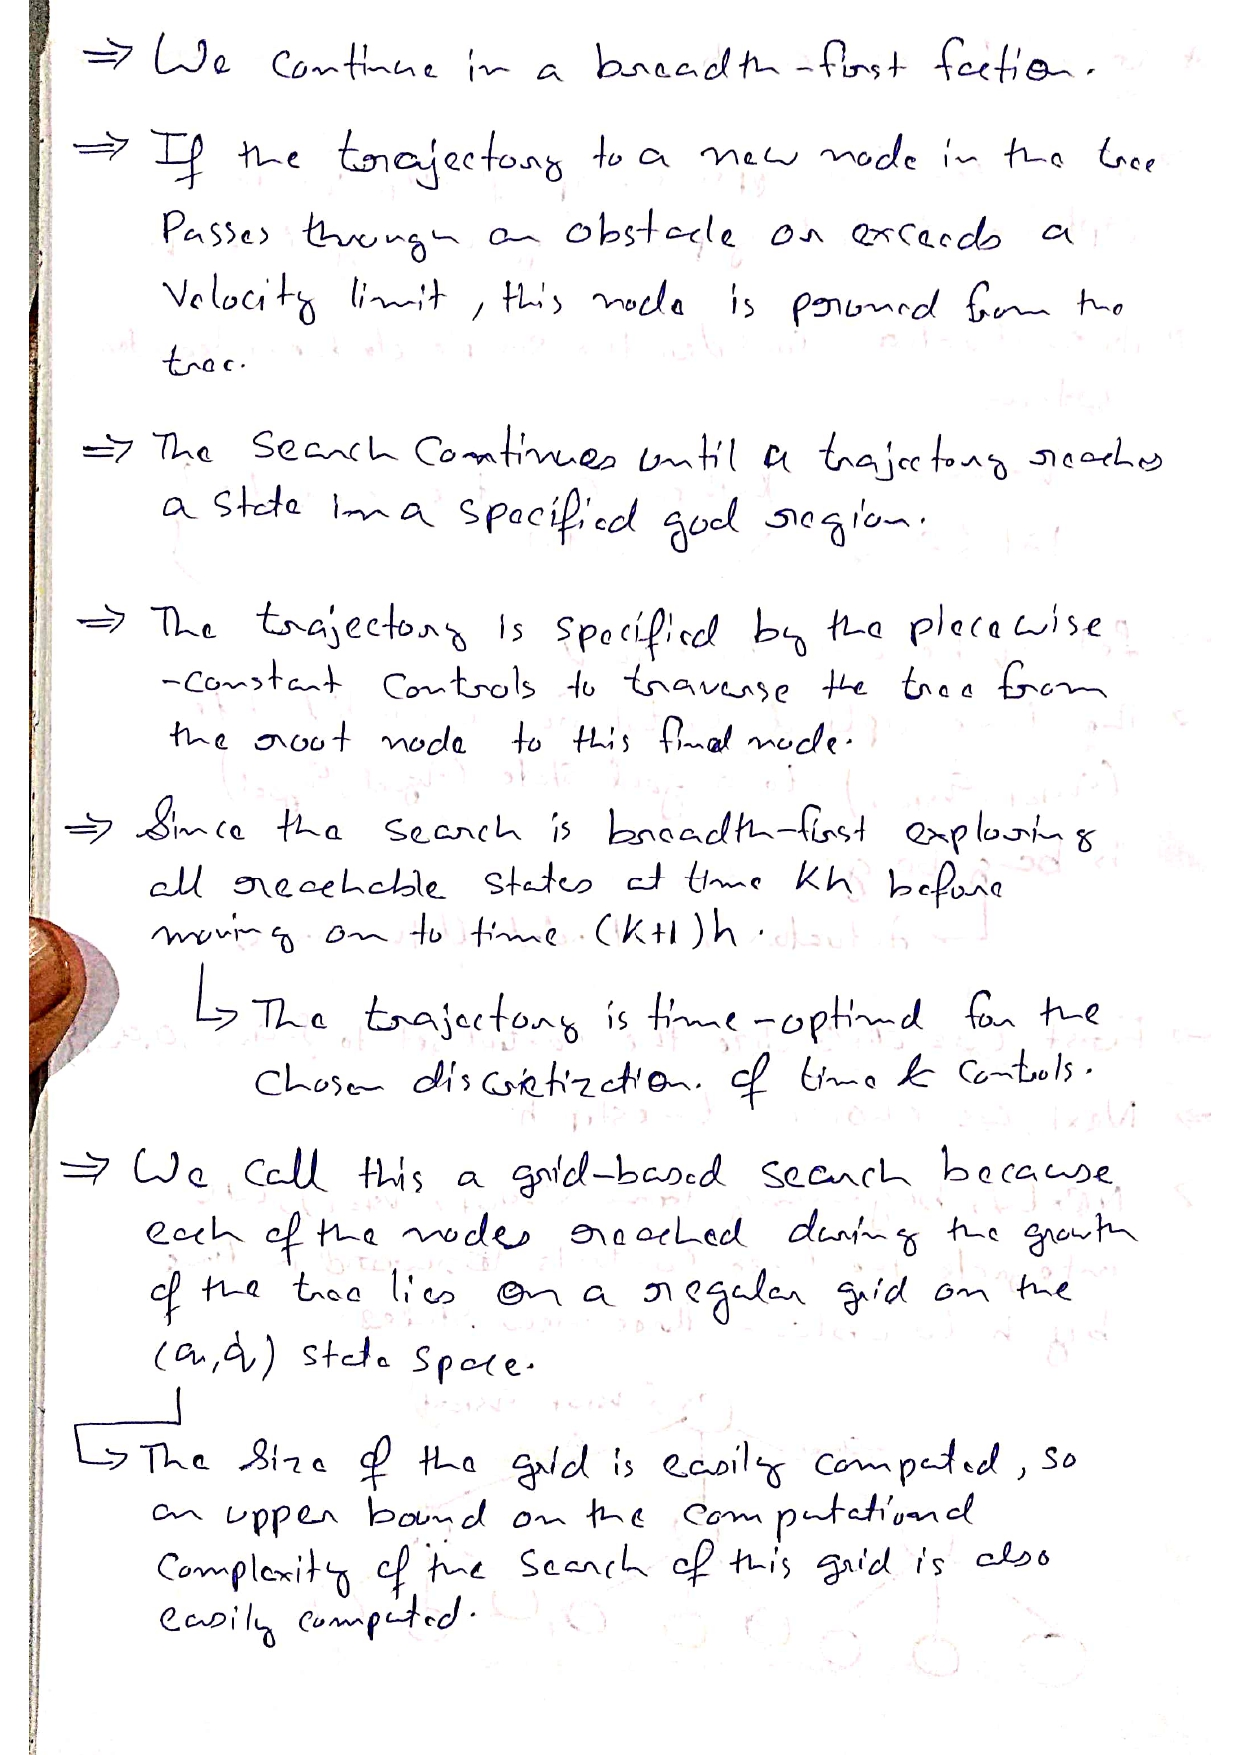 ⇒ We continue in a breadth-first faction.
⇒ If the trajectory to a new node in the tree
Passes through an obstacle or exceeds a
Velocity limit, this node is pruned from the
tree.
⇒ The Search Continues until a trajectory reaches
a state in a specified goal region.
⇒ The trajectory is specified by the piecewise
-constant controls to traverse the tree from
the root node to this final node.
⇒ Since the search is breadth-first exploring
all reachable states at time kh before
moving on to time (k+1)h.
↳ The trajectory is time-optimal for the
chosen discretization of time & controls.
⇒ We call this a grid-based search because
each of the nodes reached during the growth
of the tree lies on a regular grid on the
(q, q̇) state space.
↳ The size of the grid is easily computed, so
an upper bound on the computational
complexity of the search of this grid is also
easily computed.